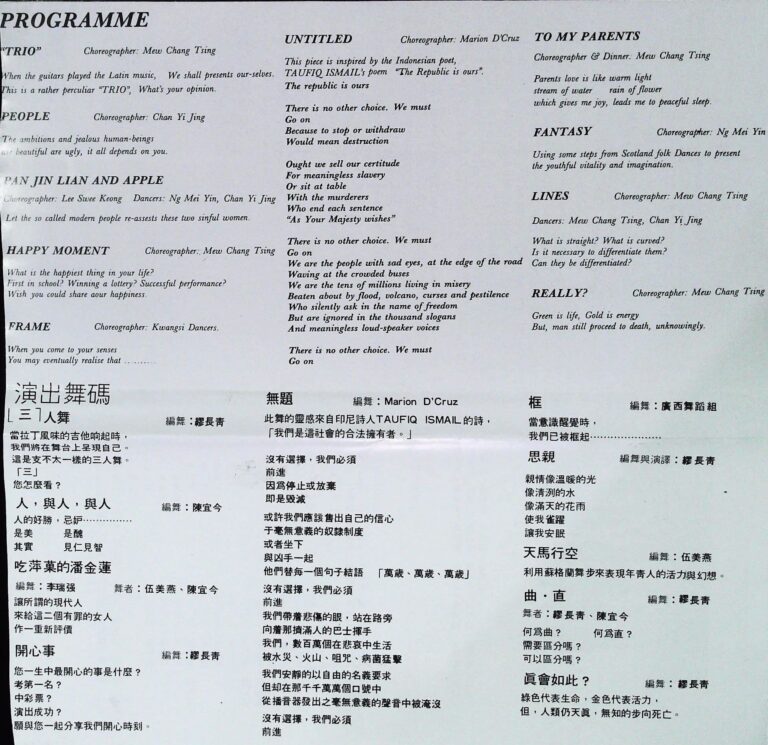 PROGRAMME
"TRIO" Choreographer: Mew Chang Tsing
When the guitars played the Latin music, We shall presents our-selves.
This is a rather perculiar "TRIO", What's your opinion.
PEOPLE Choreographer: Chan Yi Jing
The ambitions and jealous human-beings
beautiful are ugly, it all depends on you.
PAN JIN LIAN AND APPLE
Choreographer: Lee Swee Keong Dancers: Ng Mei Yin, Chan Yi Jing
Let the so called modern people re-assests these two sinful women.
HAPPY MOMENT Choreographer: Mew Chang Tsing
What is the happiest thing in your life?
First in school? Winning a lottery? Successful performance?
Wish you could share aour happiness.
FRAME Choreographer: Kwangsi Dancers.
When you come to your senses
You may eventually realise that ..........
UNTITLED Choreographer: Marion D'Cruz
This piece is inspired by the Indonesian poet,
TAUFIQ ISMAIL's poem "The Republic is ours".
The republic is ours
There is no other choice. We must
Go on
Because to stop or withdraw
Would mean destruction
Ought we sell our certitude
For meaningless slavery
Or sit at table
With the murderers
Who end each sentence
"As Your Majesty wishes"
There is no other choice. We must
Go on
We are the people with sad eyes, at the edge of the road
Waving at the crowded buses
We are the tens of millions living in misery
Beaten about by flood, volcano, curses and pestilence
Who silently ask in the name of freedom
But are ignored in the thousand slogans
And meaningless loud-speaker voices
There is no other choice. We must
Go on
TO MY PARENTS
Choreographer & Dinner: Mew Chang Tsing
Parents love is like warm light
stream of water rain of flower
which gives me joy, leads me to peaceful sleep.
FANTASY Choreographer: Ng Mei Yin
Using some steps from Scotland folk Dances to present
the youthful vitality and imagination.
LINES Choreographer: Mew Chang Tsing
Dancers: Mew Chang Tsing, Chan Yi Jing
What is straight? What is curved?
Is it necessary to differentiate them?
Can they be differentiated?
REALLY? Choreographer: Mew Chang Tsing
Green is life, Gold is energy
But, man still proceed to death, unknowingly.
演出舞碼
「三」人舞 編舞：繆長青
當拉丁風味的吉他响起時，
我們將在舞台上呈現自己。
這是支不太一樣的三人舞。
「三」
您怎麼看？
人，與人，與人 編舞：陳宜今
人的好勝，忌妒……………
是美 是醜
其實 見仁見智
吃萍菓的潘金蓮
編舞：李瑞强 舞者：伍美燕、陳宜今
讓所謂的現代人
來給這二個有罪的女人
作一重新評價
開心事 編舞：繆長青
您一生中最開心的事是什麼？
考第一名？
中彩票？
演出成功？
願與您一起分享我們開心時刻。
無題 編舞：Marion D'Cruz
此舞的靈感來自印尼詩人TAUFIQ ISMAIL的詩，
「我們是這社會的合法擁有者。」
沒有選擇，我們必須
前進
因爲停止或放棄
即是毀滅
或許我們應該售出自己的信心
于毫無意義的奴隸制度
或者坐下
與凶手一起
他們替每一個句子結語 「萬歲、萬歲、萬歲」
沒有選擇，我們必須
前進
我們帶着悲傷的眼，站在路旁
向着那擠滿人的巴士揮手
我們，數百萬個在悲哀中生活
被水災、火山、咀咒、病菌猛擊
我們安靜的以自由的名義要求
但却在那千千萬萬個口號中
從播音器發出之毫無意義的聲音中被淹沒
沒有選擇，我們必須
前進
框 編舞：廣西舞蹈組
當意識醒覺時，
我們已被框起………………
思親 編舞與演譯：繆長青
親情像溫暖的光
像清洌的水
像滿天的花雨
使我雀躍
讓我安眠
天馬行空 編舞：伍美燕
利用蘇格蘭舞步來表現年青人的活力與幻想。
曲・直 編舞：繆長青
舞者：繆長青、陳宜今
何爲曲？ 何爲直？
需要區分嗎？
可以區分嗎？
眞會如此？ 編舞：繆長青
綠色代表生命，金色代表活力，
但，人類仍天眞，無知的步向死亡。